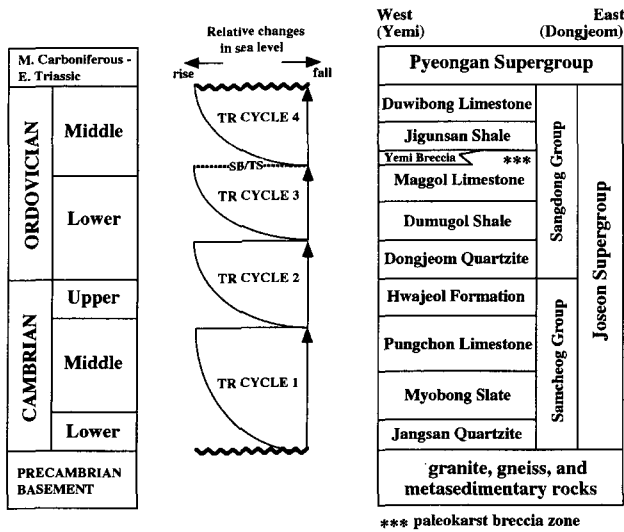 Relative changes
in sea level
rise
fall
West
(Yemi)
East
(Dongjeom)
M. Carboniferous -
E. Triassic
ORDOVICIAN
Middle
Lower
CAMBRIAN
Upper
Middle
Lower
PRECAMBRIAN
BASEMENT
TR CYCLE 4
SB/TS
TR CYCLE 3
TR CYCLE 2
TR CYCLE 1
Pyeongan Supergroup
Duwibong Limestone
Jigunsan Shale
Yemi Breccia
***
Maggol Limestone
Dumugol Shale
Dongjeom Quartzite
Hwajeol Formation
Pungchon Limestone
Myobong Slate
Jangsan Quartzite
Sangdong Group
Samcheog Group
Joseon Supergroup
granite, gneiss, and
metasedimentary rocks
*** paleokarst breccia zone